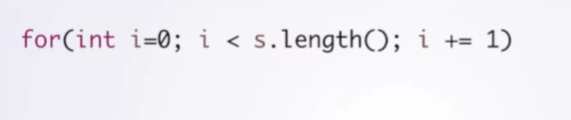 for(int i=0; i < s.length(); i += 1)